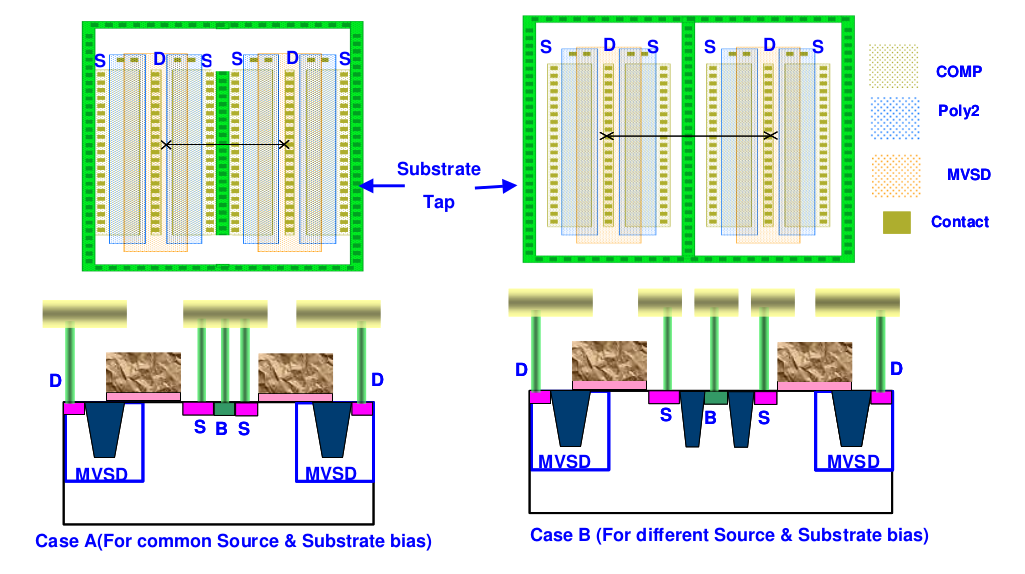 S D S S D S
S D S S D S
COMP
Poly2
MVSD
Contact
Substrate
Tap
D D
S B S
MVSD MVSD
Case A(For common Source & Substrate bias)
D D
S B S
MVSD MVSD
Case B (For different Source & Substrate bias)